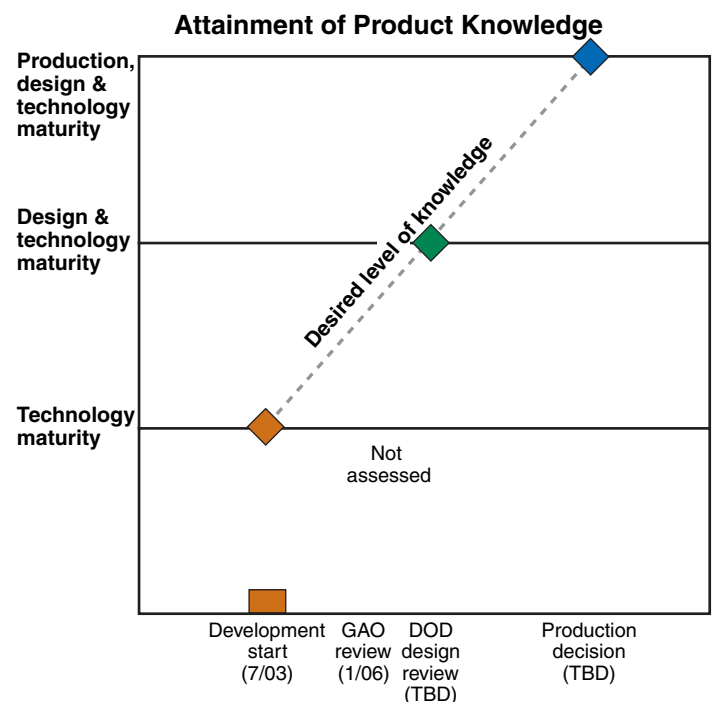 Attainment of Product Knowledge
Production,
design &
technology
maturity
Design &
technology
maturity
Technology
maturity
Desired level of knowledge
Not
assessed
Development
start
(7/03)
GAO
review
(1/06)
DOD
design
review
(TBD)
Production
decision
(TBD)